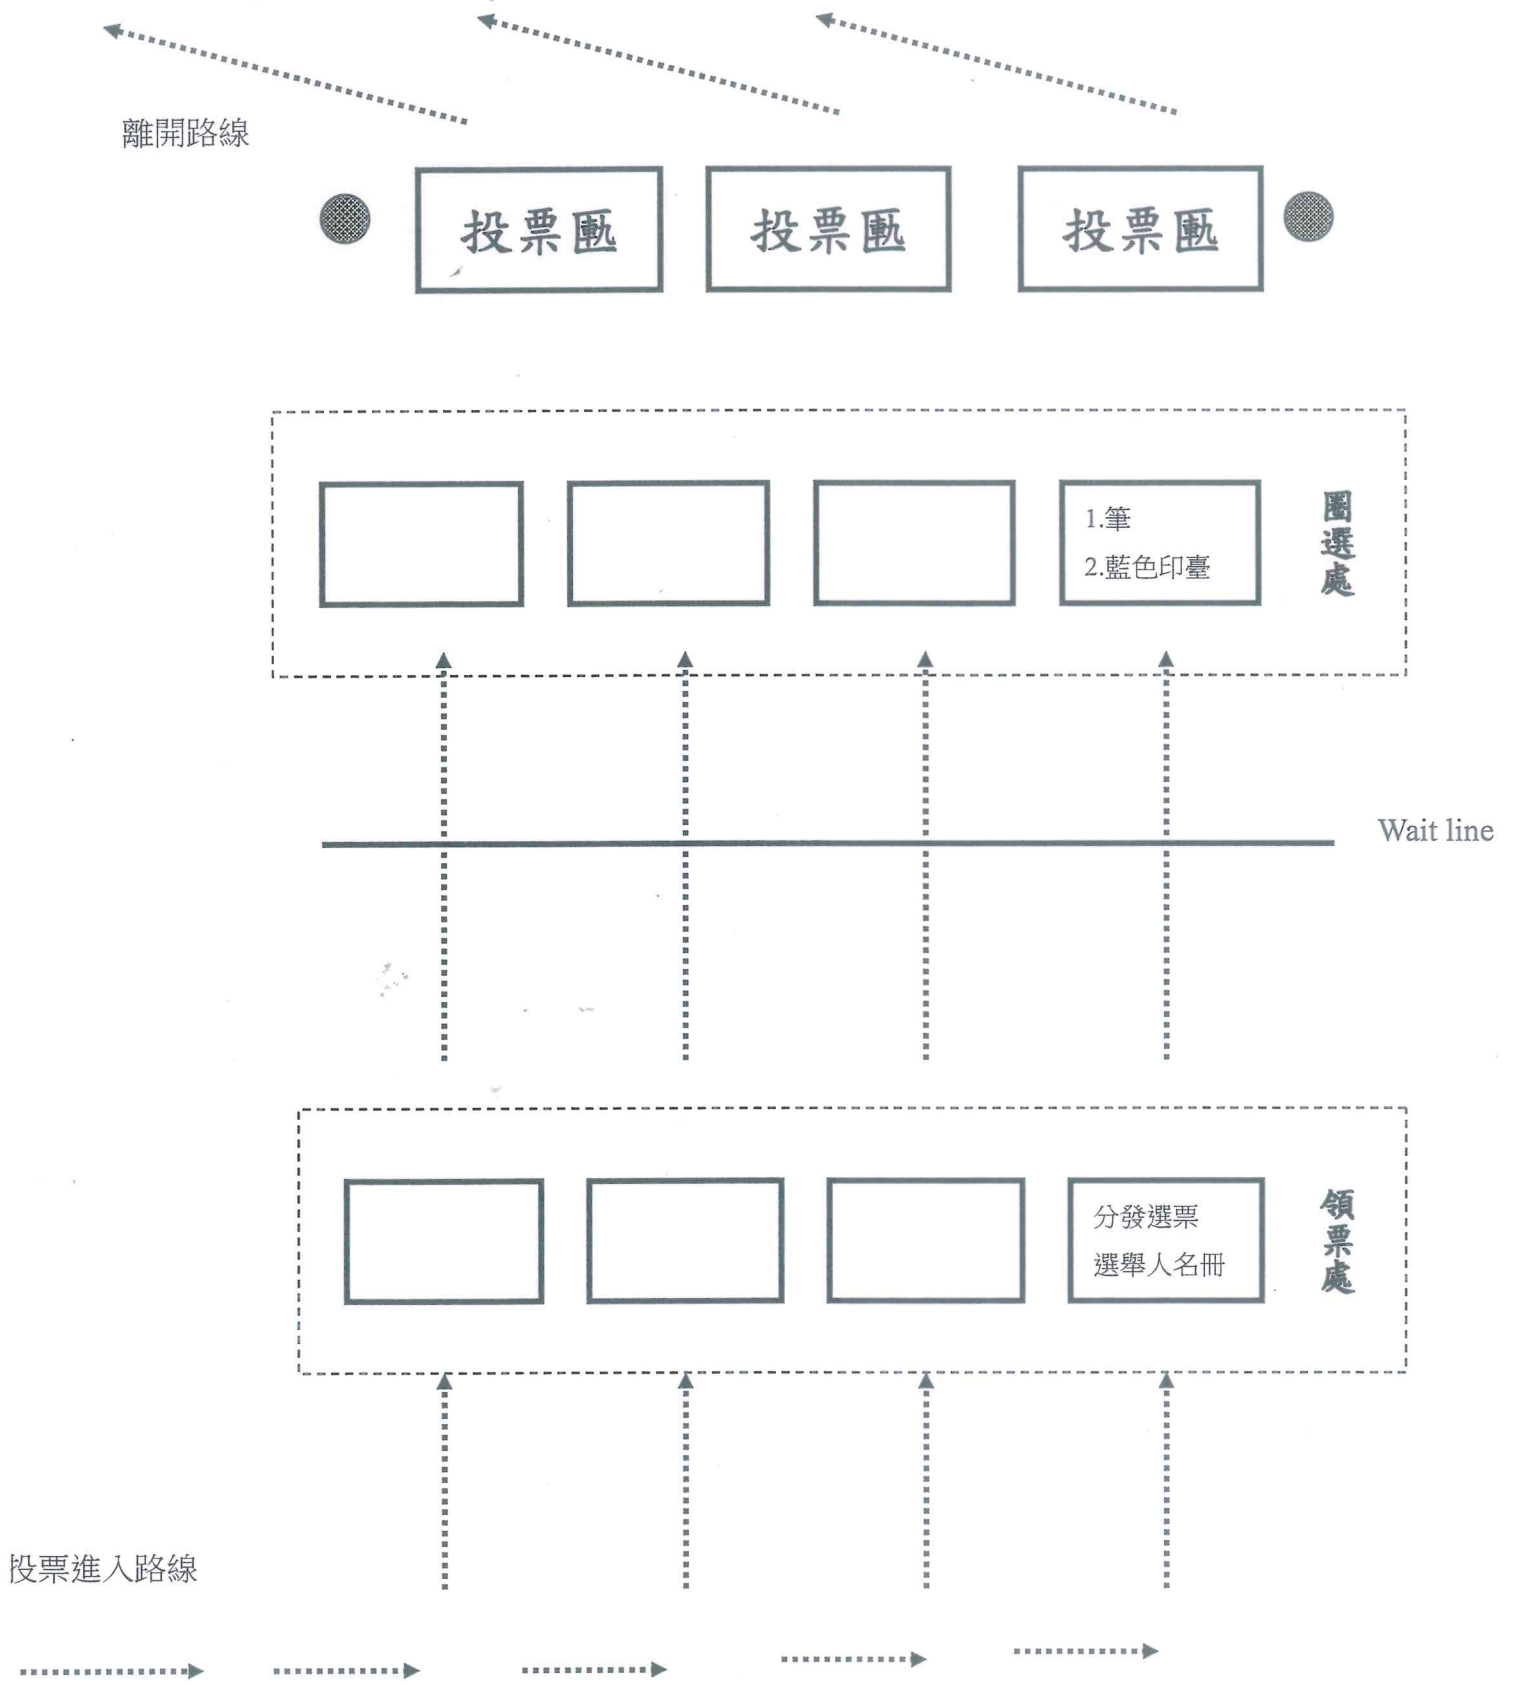 離開路線
投票匭
投票匭
投票匭
1.筆
2.藍色印臺
圈選處
Wait line
分發選票
選舉人名冊
領票處
投票進入路線